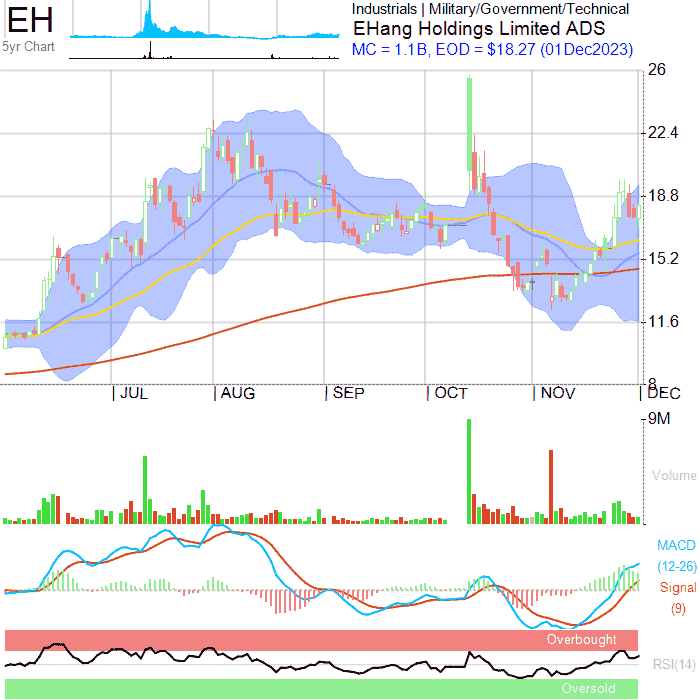 EH
5yr Chart
Industrials | Military/Government/Technical
EHang Holdings Limited ADS
MC = 1.1B, EOD = $18.27 (01Dec2023)
26
22.4
18.8
15.2
11.6
8
JUL
AUG
SEP
OCT
NOV
DEC
9M
Volume
MACD
(12-26)
Signal
(9)
Overbought
RSI(14)
Oversold